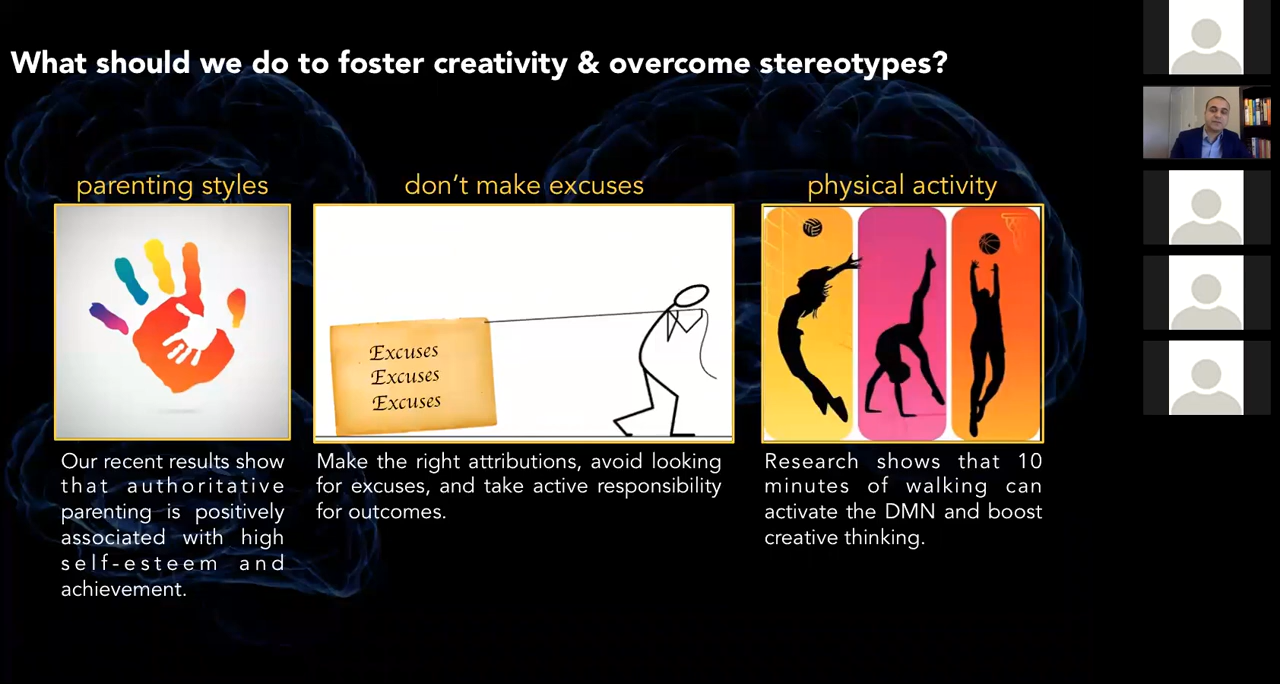 What should we do to foster creativity & overcome stereotypes?
parenting styles
don't make excuses
physical activity
Excuses
Excuses
Excuses
Our recent results show
that authoritative
parenting is positively
associated with high
self-esteem and
achievement.
Make the right attributions, avoid looking
for excuses, and take active responsibility
for outcomes.
Research shows that 10
minutes of walking can
activate the DMN and boost
creative thinking.